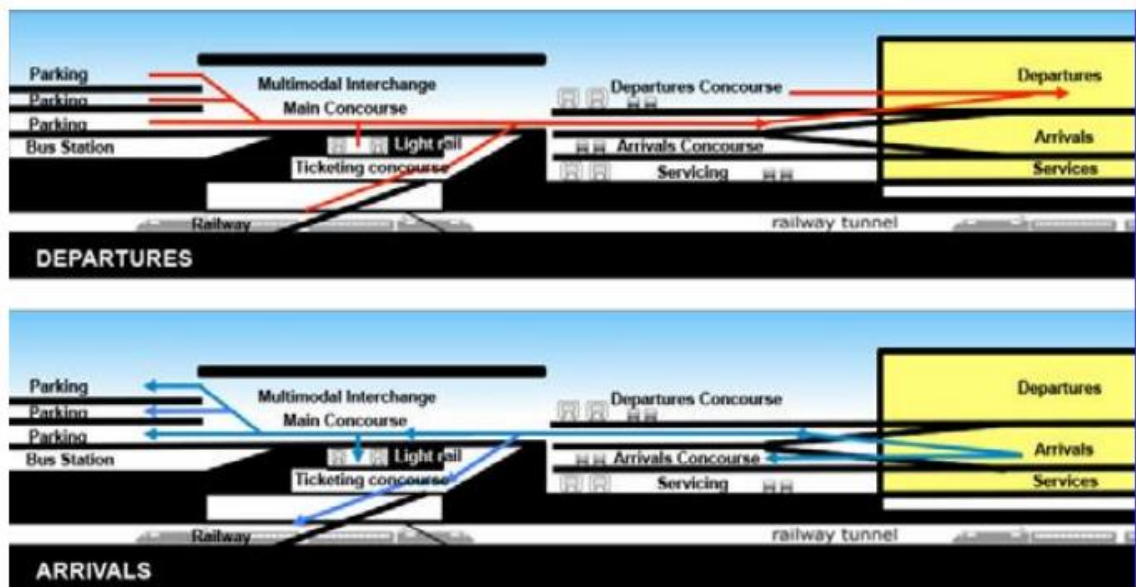 Parking
Multimodal Interchange
Departures Concourse
Departures
Parking
Main Concourse
Parking
Bus Station
Light rail
Arrivals Concourse
Arrivals
Ticketing concourse
Servicing
Services
Railway
railway tunnel
DEPARTURES
Parking
Multimodal Interchange
Departures Concourse
Departures
Parking
Main Concourse
Parking
Bus Station
Light rail
Arrivals Concourse
Arrivals
Ticketing concourse
Servicing
Services
Railway
railway tunnel
ARRIVALS